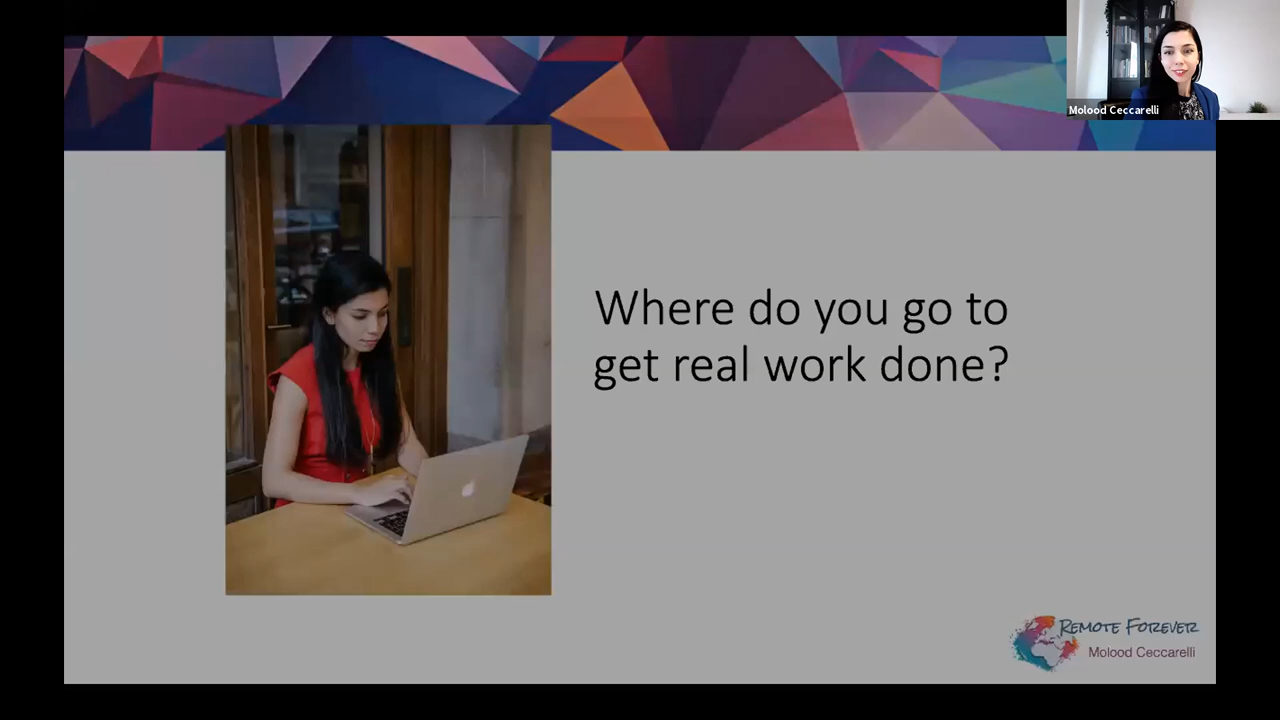 Molood Ceccarelli
Where do you go to
get real work done?
REMOTE FOREVER
Molood Ceccarelli